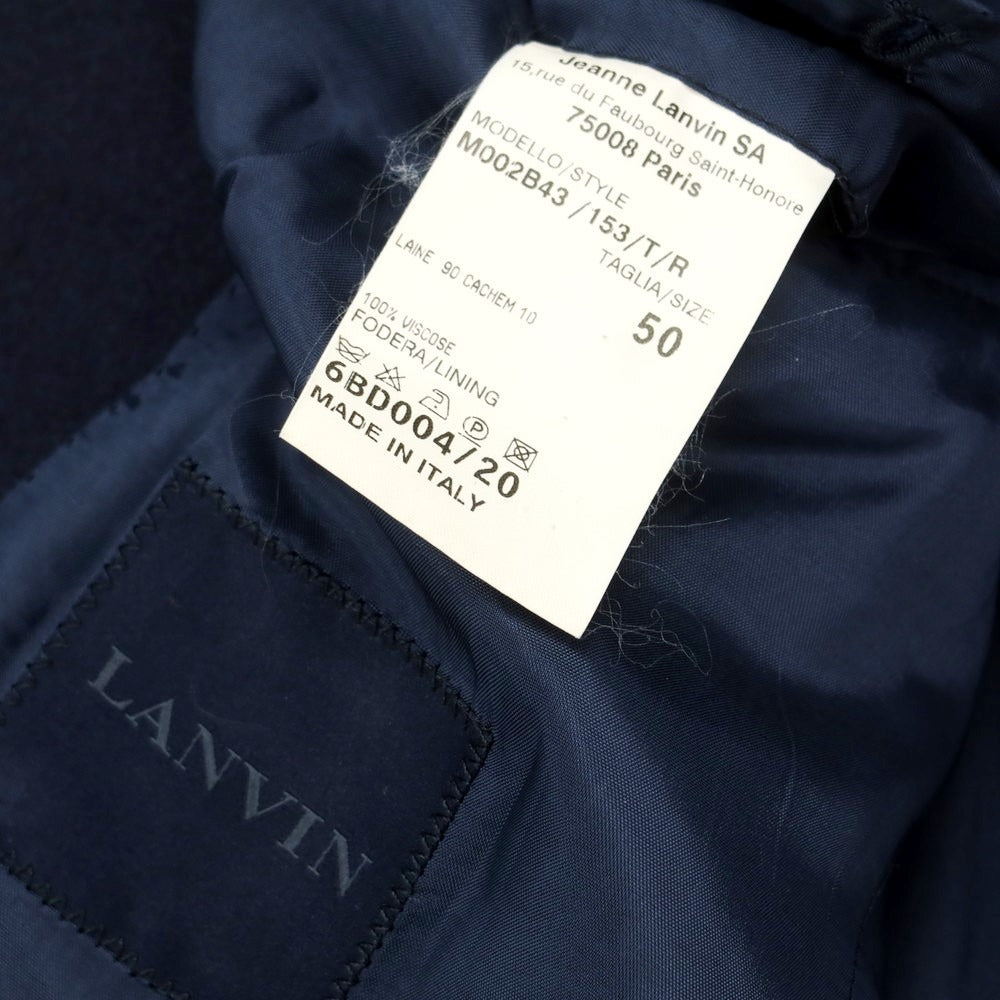 Jeanne Lanvin SA
15,rue du Faubourg Saint-Honore
75008 Paris
MODELLO/STYLE
M002B43 /153/T/R
TAGLIA/SIZE
50
LAINE 90 CACHEM 10
100% VISCOSE
FODERA/LINING
P
6BD004/20
MADE IN ITALY
LANVIN